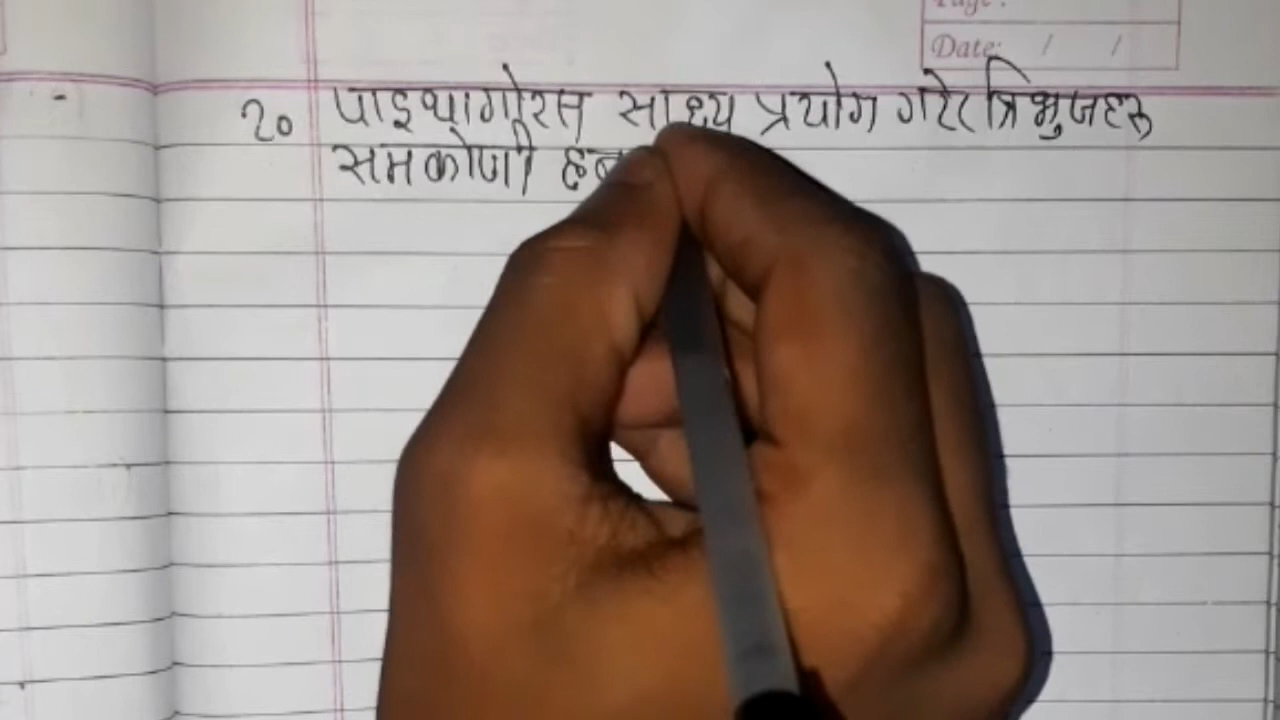 Date: / /
२० पाइथागोरस साध्य प्रयोग गरेर त्रिभुजहरू
समकोणी